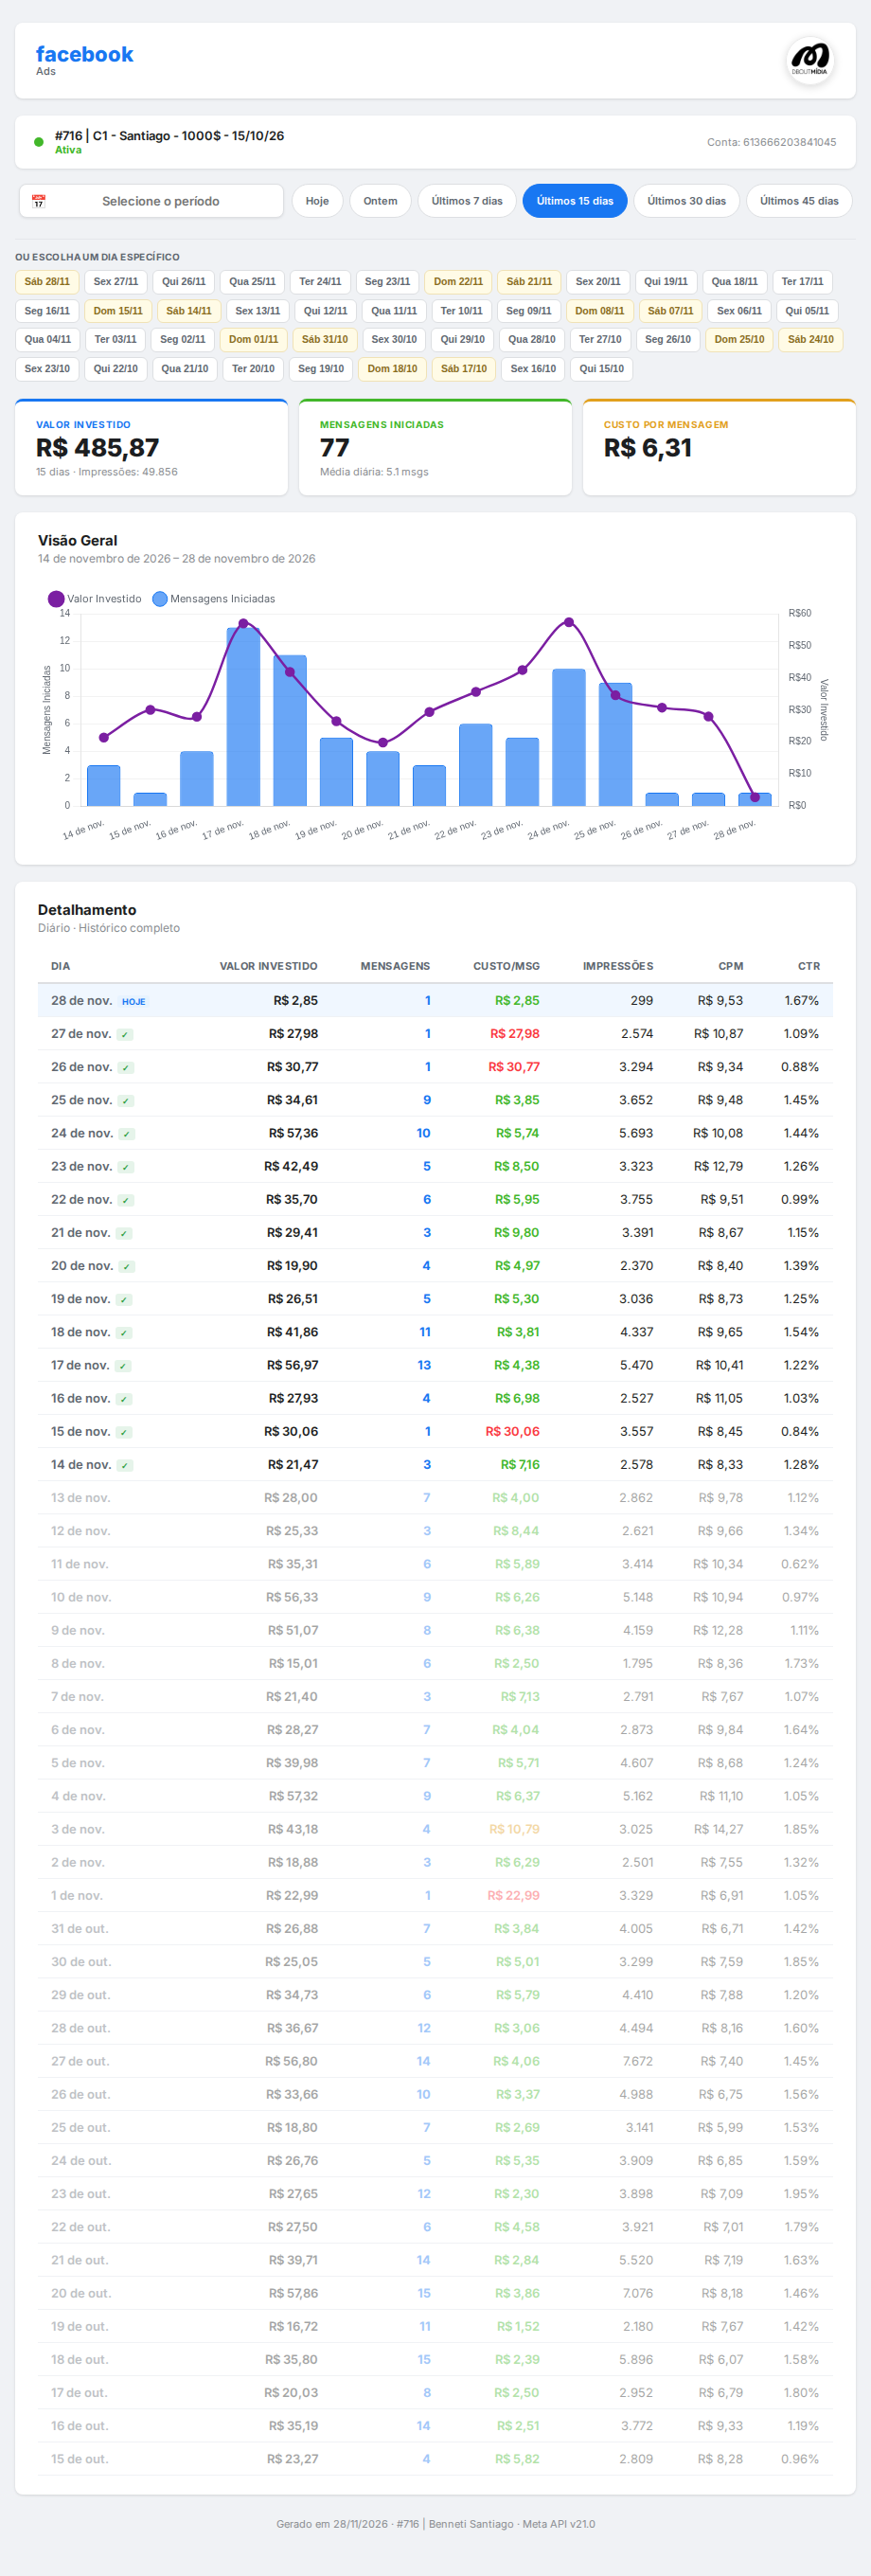 facebook
Ads
DBOUTMÍDIA
#716 | C1 - Santiago - 1000$ - 15/10/26
Ativa
Conta: 613666203841045
Selecione o período
Hoje
Ontem
Últimos 7 dias
Últimos 15 dias
Últimos 30 dias
Últimos 45 dias
OU ESCOLHA UM DIA ESPECÍFICO
Sáb 28/11 Sex 27/11 Qui 26/11 Qua 25/11 Ter 24/11 Seg 23/11 Dom 22/11 Sáb 21/11 Sex 20/11 Qui 19/11 Qua 18/11 Ter 17/11
Seg 16/11 Dom 15/11 Sáb 14/11 Sex 13/11 Qui 12/11 Qua 11/11 Ter 10/11 Seg 09/11 Dom 08/11 Sáb 07/11 Sex 06/11 Qui 05/11
Qua 04/11 Ter 03/11 Seg 02/11 Dom 01/11 Sáb 31/10 Sex 30/10 Qui 29/10 Qua 28/10 Ter 27/10 Seg 26/10 Dom 25/10 Sáb 24/10
Sex 23/10 Qui 22/10 Qua 21/10 Ter 20/10 Seg 19/10 Dom 18/10 Sáb 17/10 Sex 16/10 Qui 15/10
VALOR INVESTIDO
R$ 485,87
15 dias · Impressões: 49.856
MENSAGENS INICIADAS
77
Média diária: 5.1 msgs
CUSTO POR MENSAGEM
R$ 6,31
Visão Geral
14 de novembro de 2026 – 28 de novembro de 2026
Valor Investido Mensagens Iniciadas
Mensagens Iniciadas
14
12
10
8
6
4
2
0
R$60
R$50
R$40
R$30
R$20
R$10
R$0
Valor Investido
14 de nov. 15 de nov. 16 de nov. 17 de nov. 18 de nov. 19 de nov. 20 de nov. 21 de nov. 22 de nov. 23 de nov. 24 de nov. 25 de nov. 26 de nov. 27 de nov. 28 de nov.
Detalhamento
Diário · Histórico completo
DIA VALOR INVESTIDO MENSAGENS CUSTO/MSG IMPRESSÕES CPM CTR
28 de nov. HOJE R$ 2,85 1 R$ 2,85 299 R$ 9,53 1.67%
27 de nov. ✓ R$ 27,98 1 R$ 27,98 2.574 R$ 10,87 1.09%
26 de nov. ✓ R$ 30,77 1 R$ 30,77 3.294 R$ 9,34 0.88%
25 de nov. ✓ R$ 34,61 9 R$ 3,85 3.652 R$ 9,48 1.45%
24 de nov. ✓ R$ 57,36 10 R$ 5,74 5.693 R$ 10,08 1.44%
23 de nov. ✓ R$ 42,49 5 R$ 8,50 3.323 R$ 12,79 1.26%
22 de nov. ✓ R$ 35,70 6 R$ 5,95 3.755 R$ 9,51 0.99%
21 de nov. ✓ R$ 29,41 3 R$ 9,80 3.391 R$ 8,67 1.15%
20 de nov. ✓ R$ 19,90 4 R$ 4,97 2.370 R$ 8,40 1.39%
19 de nov. ✓ R$ 26,51 5 R$ 5,30 3.036 R$ 8,73 1.25%
18 de nov. ✓ R$ 41,86 11 R$ 3,81 4.337 R$ 9,65 1.54%
17 de nov. ✓ R$ 56,97 13 R$ 4,38 5.470 R$ 10,41 1.22%
16 de nov. ✓ R$ 27,93 4 R$ 6,98 2.527 R$ 11,05 1.03%
15 de nov. ✓ R$ 30,06 1 R$ 30,06 3.557 R$ 8,45 0.84%
14 de nov. ✓ R$ 21,47 3 R$ 7,16 2.578 R$ 8,33 1.28%
13 de nov. R$ 28,00 7 R$ 4,00 2.862 R$ 9,78 1.12%
12 de nov. R$ 25,33 3 R$ 8,44 2.621 R$ 9,66 1.34%
11 de nov. R$ 35,31 6 R$ 5,89 3.414 R$ 10,34 0.62%
10 de nov. R$ 56,33 9 R$ 6,26 5.148 R$ 10,94 0.97%
9 de nov. R$ 51,07 8 R$ 6,38 4.159 R$ 12,28 1.11%
8 de nov. R$ 15,01 6 R$ 2,50 1.795 R$ 8,36 1.73%
7 de nov. R$ 21,40 3 R$ 7,13 2.791 R$ 7,67 1.07%
6 de nov. R$ 28,27 7 R$ 4,04 2.873 R$ 9,84 1.64%
5 de nov. R$ 39,98 7 R$ 5,71 4.607 R$ 8,68 1.24%
4 de nov. R$ 57,32 9 R$ 6,37 5.162 R$ 11,10 1.05%
3 de nov. R$ 43,18 4 R$ 10,79 3.025 R$ 14,27 1.85%
2 de nov. R$ 18,88 3 R$ 6,29 2.501 R$ 7,55 1.32%
1 de nov. R$ 22,99 1 R$ 22,99 3.329 R$ 6,91 1.05%
31 de out. R$ 26,88 7 R$ 3,84 4.005 R$ 6,71 1.42%
30 de out. R$ 25,05 5 R$ 5,01 3.299 R$ 7,59 1.85%
29 de out. R$ 34,73 6 R$ 5,79 4.410 R$ 7,88 1.20%
28 de out. R$ 36,67 12 R$ 3,06 4.494 R$ 8,16 1.60%
27 de out. R$ 56,80 14 R$ 4,06 7.672 R$ 7,40 1.45%
26 de out. R$ 33,66 10 R$ 3,37 4.988 R$ 6,75 1.56%
25 de out. R$ 18,80 7 R$ 2,69 3.141 R$ 5,99 1.53%
24 de out. R$ 26,76 5 R$ 5,35 3.909 R$ 6,85 1.59%
23 de out. R$ 27,65 12 R$ 2,30 3.898 R$ 7,09 1.95%
22 de out. R$ 27,50 6 R$ 4,58 3.921 R$ 7,01 1.79%
21 de out. R$ 39,71 14 R$ 2,84 5.520 R$ 7,19 1.63%
20 de out. R$ 57,86 15 R$ 3,86 7.076 R$ 8,18 1.46%
19 de out. R$ 16,72 11 R$ 1,52 2.180 R$ 7,67 1.42%
18 de out. R$ 35,80 15 R$ 2,39 5.896 R$ 6,07 1.58%
17 de out. R$ 20,03 8 R$ 2,50 2.952 R$ 6,79 1.80%
16 de out. R$ 35,19 14 R$ 2,51 3.772 R$ 9,33 1.19%
15 de out. R$ 23,27 4 R$ 5,82 2.809 R$ 8,28 0.96%
Gerado em 28/11/2026 · #716 | Benneti Santiago · Meta API v21.0